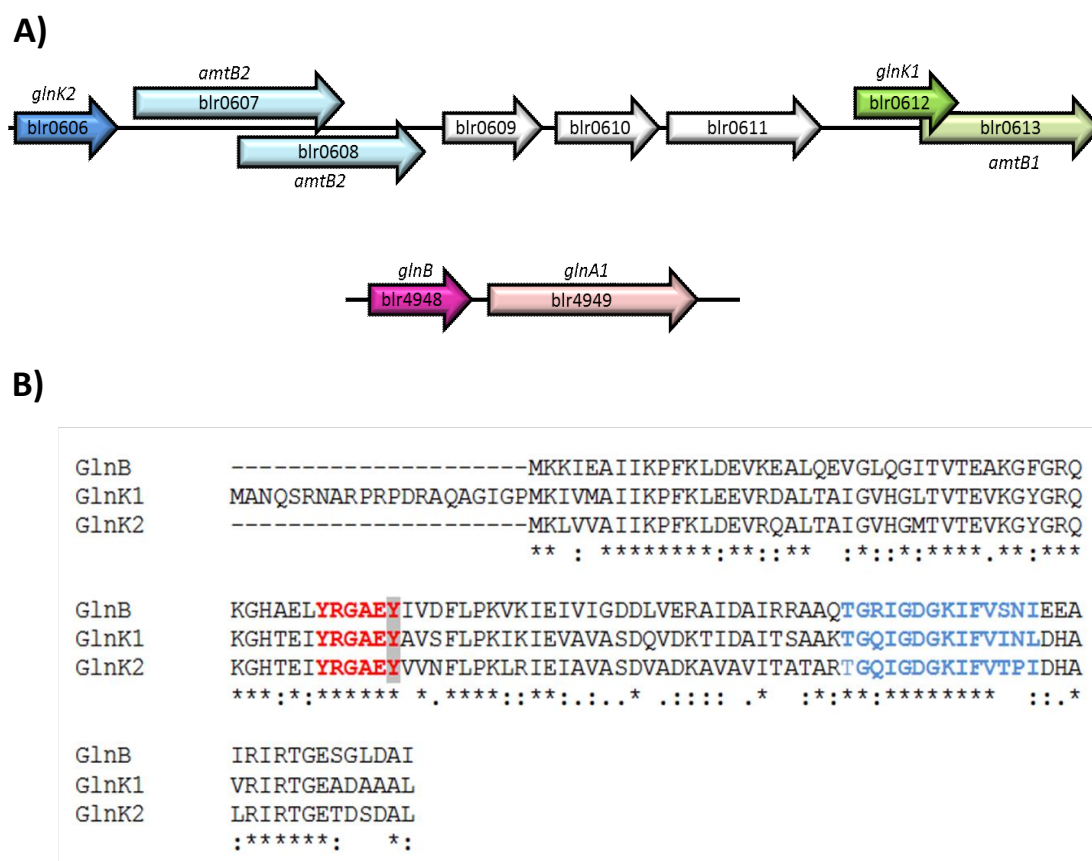 A)
amtB2
glnK1
glnK2
blr0607
blr0612
blr0606
blr0609
blr0610
blr0611
blr0613
blr0608
amtB2
amtB1
glnB
glnA1
blr4948
blr4949
B)
GlnB ---------------------MKKIEAIIKPFKLDEVKEALQEVGLQGITVTEAKGFGRQ
GlnK1 MANQSRNARPRPDRAQAGIGPMKIVMAIIKPFKLEEVRDALTAIGVHGLTVTEVKGYGRQ
GlnK2 ---------------------MKLVVAIIKPFKLDEVRQALTAIGVHGMTVTEVKGYGRQ
** : *******:**::** :*::*:****.**:***
GlnB KGHAELYRGAEYIVDFLPKVKIEIVIGDDLVERAIDAIRRAAQTGRIGDGKIFVSNIEEA
GlnK1 KGHTEIYRGAEYAVSFLPKIKIEVAVASDQVDKTIDAITSAAKTGQIGDGKIFVINLDHA
GlnK2 KGHTEIYRGAEYVVNFLPKLRIEIAVASDVADKAVAVITATARTGQIGDGKIFVTPIDHA
***:*:****** *.****::**:.:..* .:::: .* :*:**:******** ::.*
GlnB IRIRTGESGLDAI
GlnK1 VRIRTGEADAAAL
GlnK2 LRIRTGETDSDAL
:******: *: